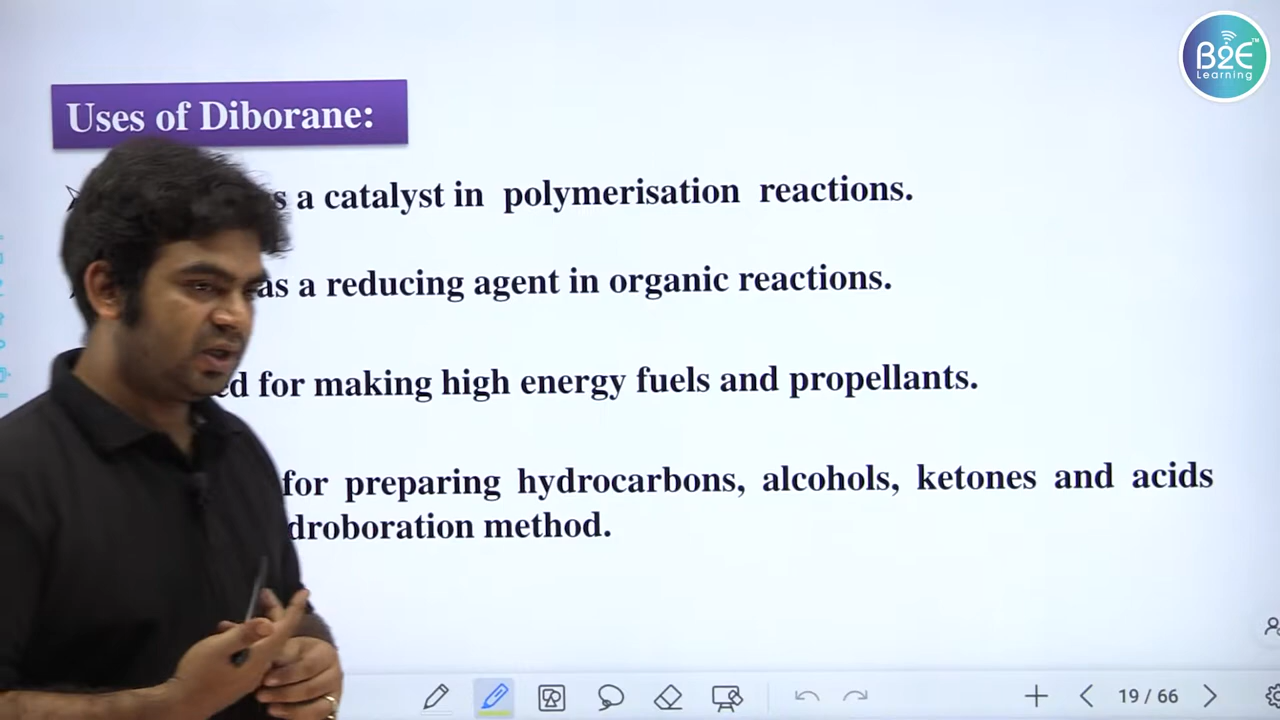 B2E
Learning
Uses of Diborane:
a catalyst in polymerisation reactions.
as a reducing agent in organic reactions.
for making high energy fuels and propellants.
for preparing hydrocarbons, alcohols, ketones and acids
method.
19 / 66